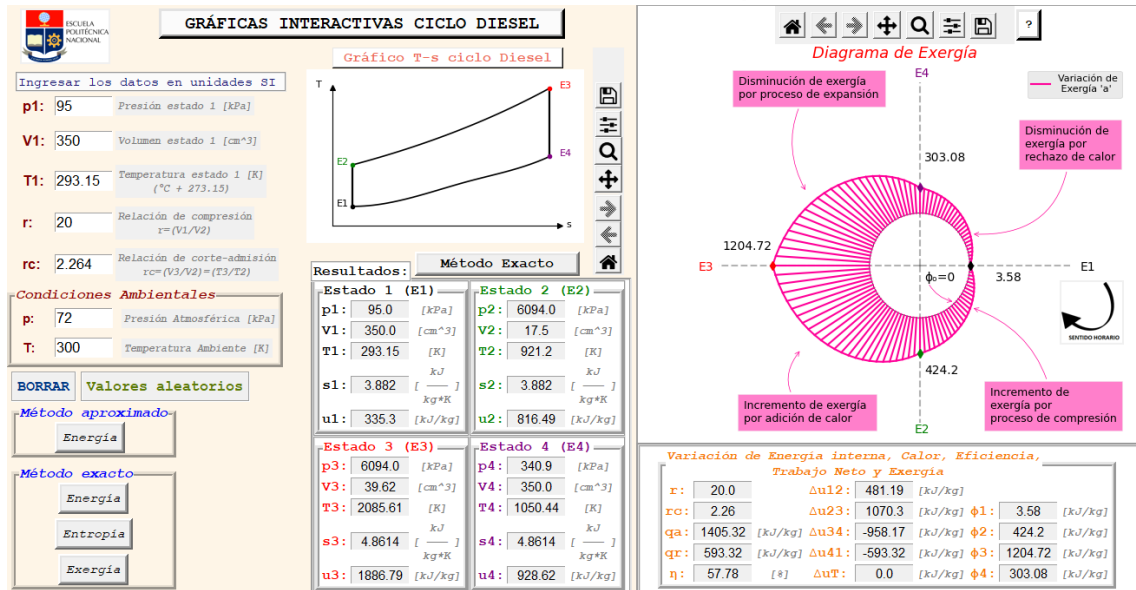 ESCUELA
POLITÉCNICA
NACIONAL
GRÁFICAS INTERACTIVAS CICLO DIESEL
Ingresar los datos en unidades SI
p1: 95 Presión estado 1 [kPa]
V1: 350 Volumen estado 1 [cm^3]
T1: 293.15 Temperatura estado 1 [K]
(°C + 273.15)
r: 20 Relación de compresión
r=(V1/V2)
rc: 2.264 Relación de corte-admisión
rc=(V3/V2)=(T3/T2)
Condiciones Ambientales
p: 72 Presión Atmosférica [kPa]
T: 300 Temperatura Ambiente [K]
BORRAR Valores aleatorios
Método aproximado
Energía
Método exacto
Energía
Entropía
Exergía
Gráfico T-s ciclo Diesel
T
E3
E2
E4
E1
s
Resultados: Método Exacto
Estado 1 (E1)
p1: 95.0 [kPa]
V1: 350.0 [cm^3]
T1: 293.15 [K]
kJ
s1: 3.882 [ ]
kg*K
u1: 335.3 [kJ/kg]
Estado 2 (E2)
p2: 6094.0 [kPa]
V2: 17.5 [cm^3]
T2: 921.2 [K]
kJ
s2: 3.882 [ ]
kg*K
u2: 816.49 [kJ/kg]
Estado 3 (E3)
p3: 6094.0 [kPa]
V3: 39.62 [cm^3]
T3: 2085.61 [K]
kJ
s3: 4.8614 [ ]
kg*K
u3: 1886.79 [kJ/kg]
Estado 4 (E4)
p4: 340.9 [kPa]
V4: 350.0 [cm^3]
T4: 1050.44 [K]
kJ
s4: 4.8614 [ ]
kg*K
u4: 928.62 [kJ/kg]
?
Diagrama de Exergía
E4
Disminución de exergía
por proceso de expansión
Variación de
Exergía 'a'
Disminución de
exergía por
rechazo de calor
303.08
1204.72
E3
ϕ₀=0
3.58
E1
SENTIDO HORARIO
424.2
Incremento de exergía
por adición de calor
Incremento de
exergía por
proceso de compresión
E2
Variación de Energia interna, Calor, Eficiencia,
Trabajo Neto y Exergia
r: 20.0 Δu12: 481.19 [kJ/kg]
rc: 2.26 Δu23: 1070.3 [kJ/kg] ϕ1: 3.58 [kJ/kg]
qa: 1405.32 [kJ/kg] Δu34: -958.17 [kJ/kg] ϕ2: 424.2 [kJ/kg]
qr: 593.32 [kJ/kg] Δu41: -593.32 [kJ/kg] ϕ3: 1204.72 [kJ/kg]
η: 57.78 [%] ΔuT: 0.0 [kJ/kg] ϕ4: 303.08 [kJ/kg]